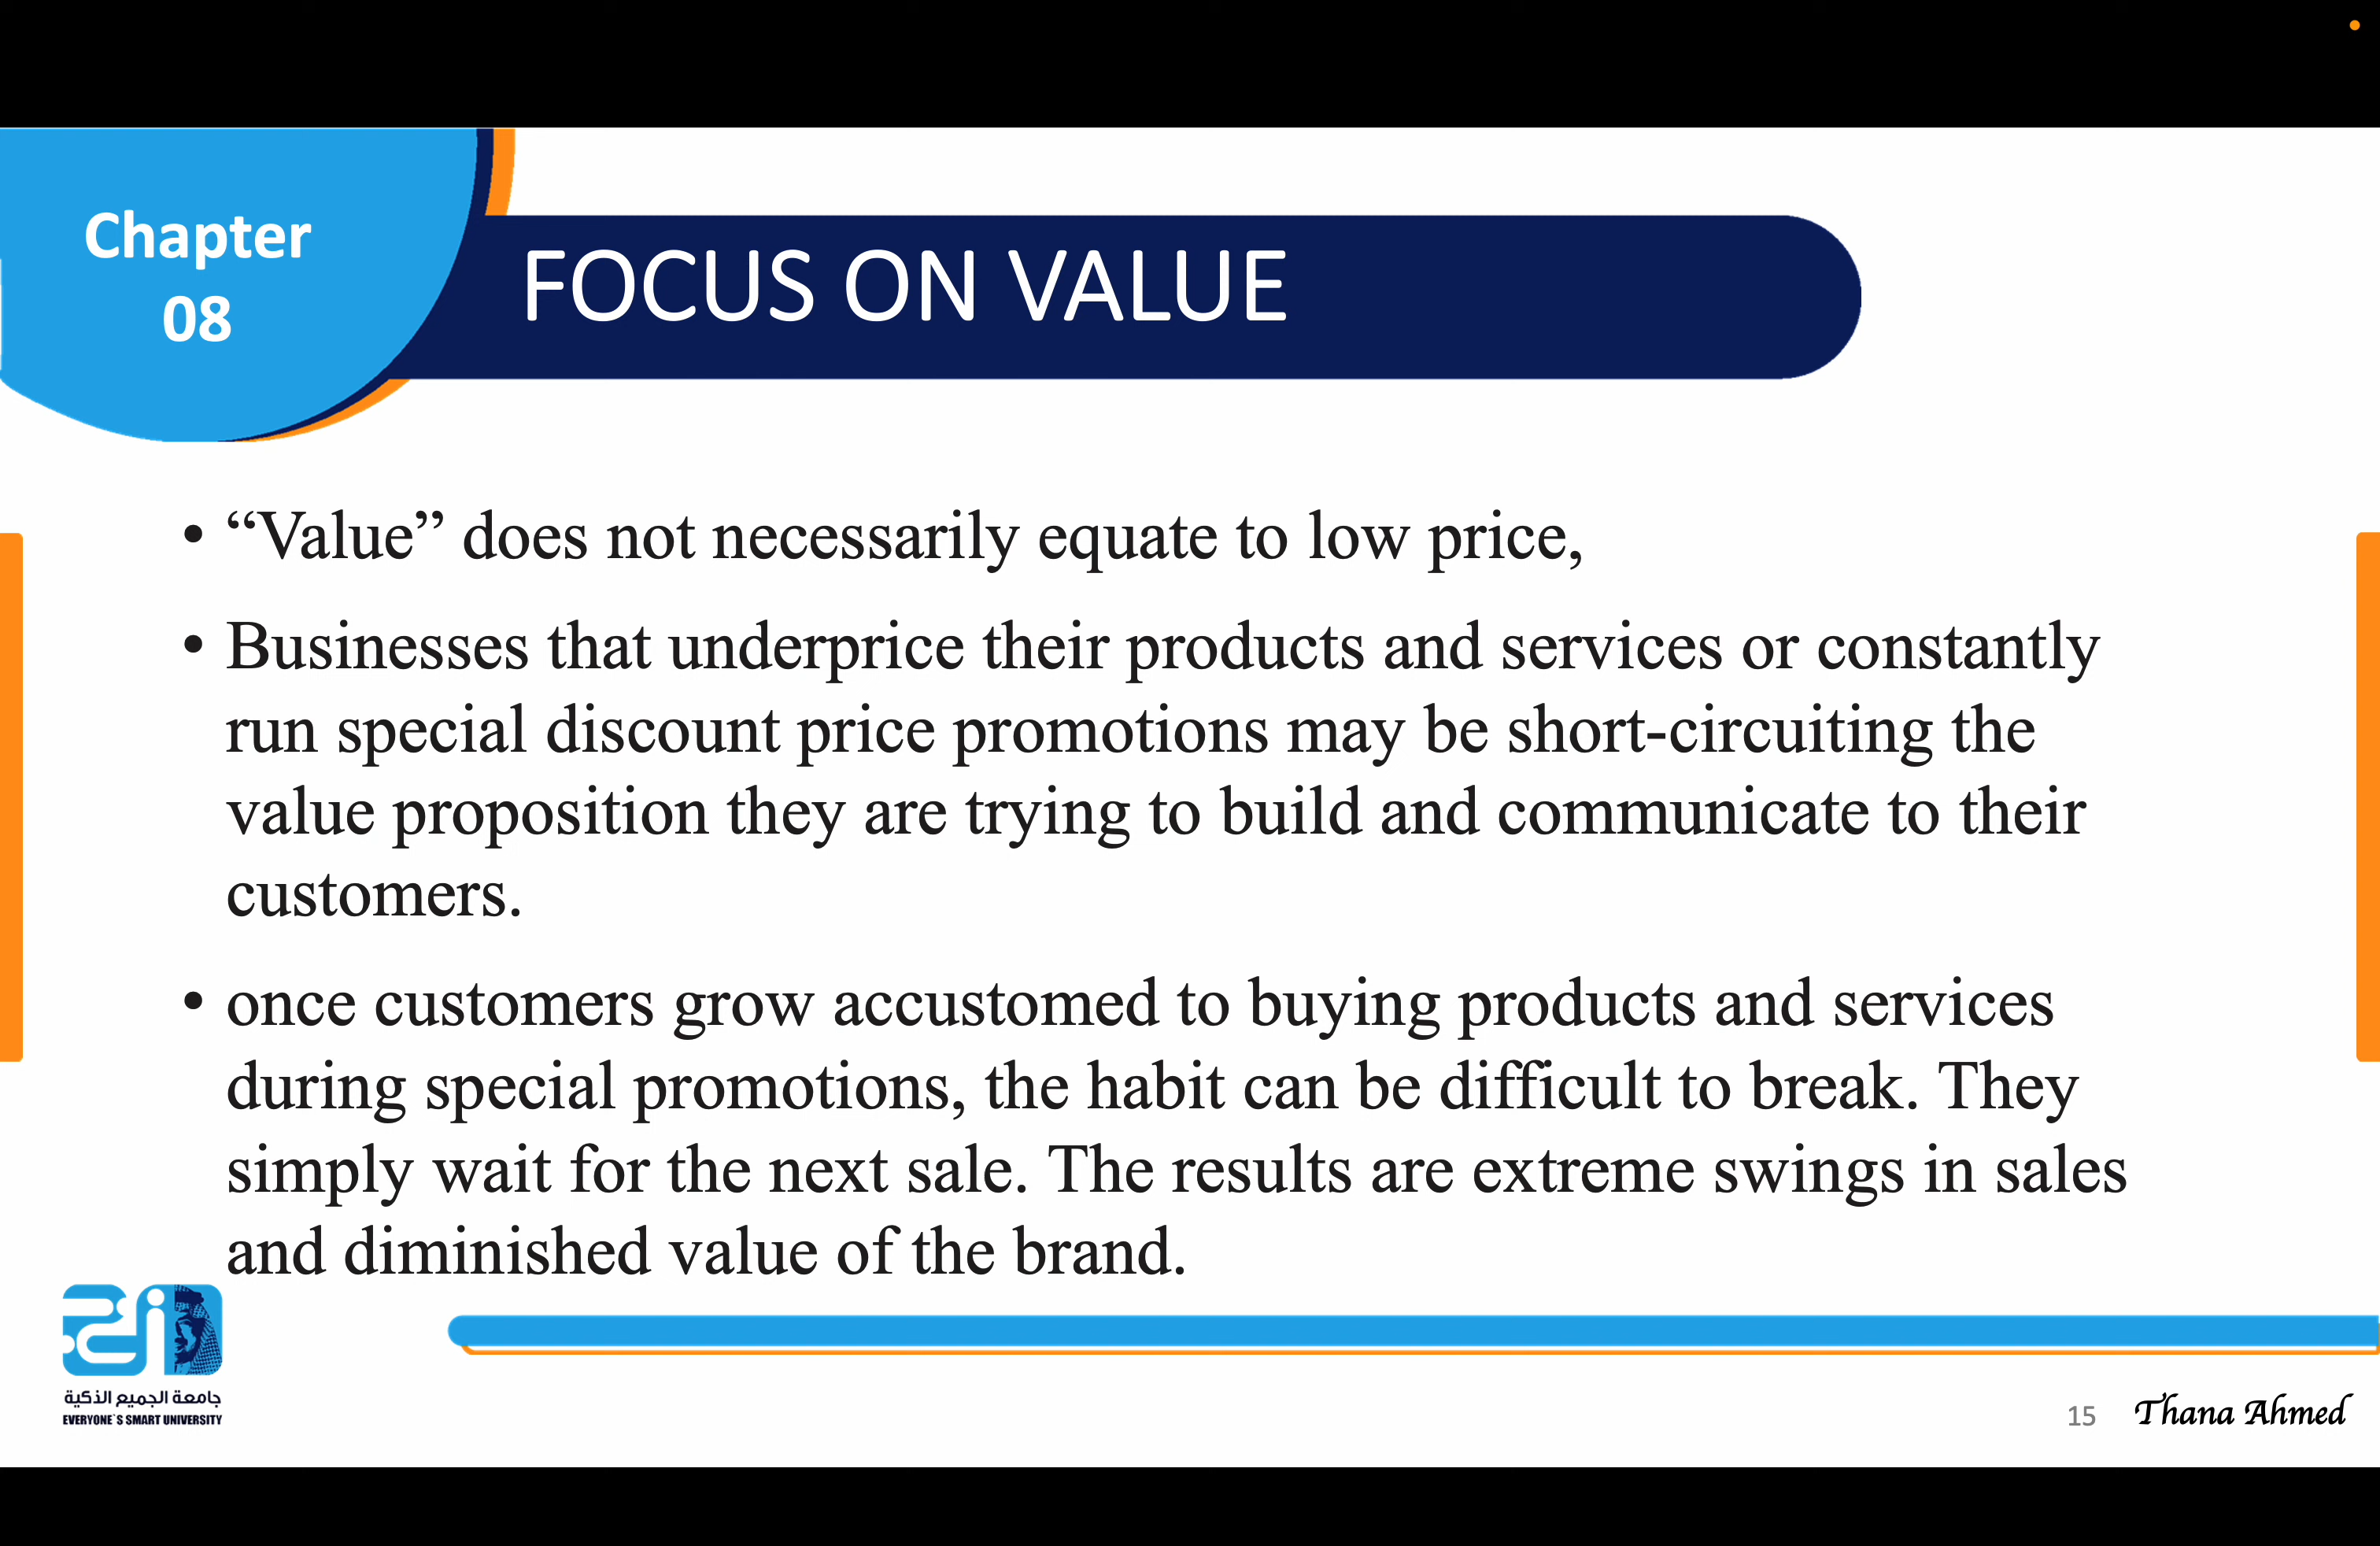 Chapter
08
FOCUS ON VALUE
• “Value” does not necessarily equate to low price,
• Businesses that underprice their products and services or constantly
run special discount price promotions may be short-circuiting the
value proposition they are trying to build and communicate to their
customers.
• once customers grow accustomed to buying products and services
during special promotions, the habit can be difficult to break. They
simply wait for the next sale. The results are extreme swings in sales
and diminished value of the brand.
جامعة الجميع الذكية
EVERYONE`S SMART UNIVERSITY
15
Thana Ahmed